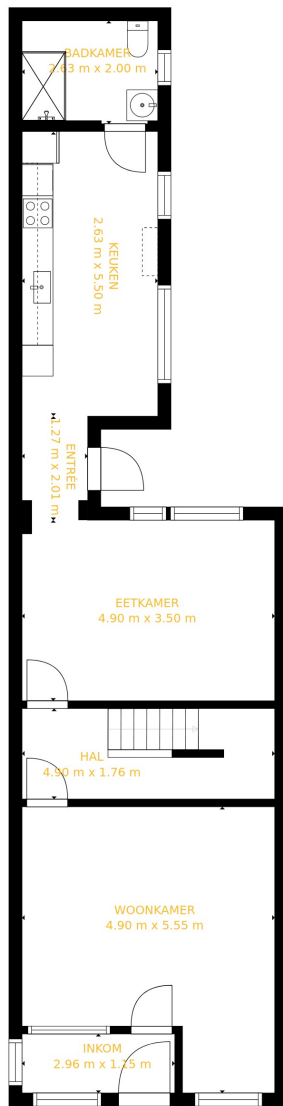 BADKAMER
2.63 m x 2.00 m
KEUKEN
2.63 m x 5.50 m
ENTRÉE
1.27 m x 2.01 m
EETKAMER
4.90 m x 3.50 m
HAL
4.90 m x 1.76 m
WOONKAMER
4.90 m x 5.55 m
INKOM
2.96 m x 1.15 m